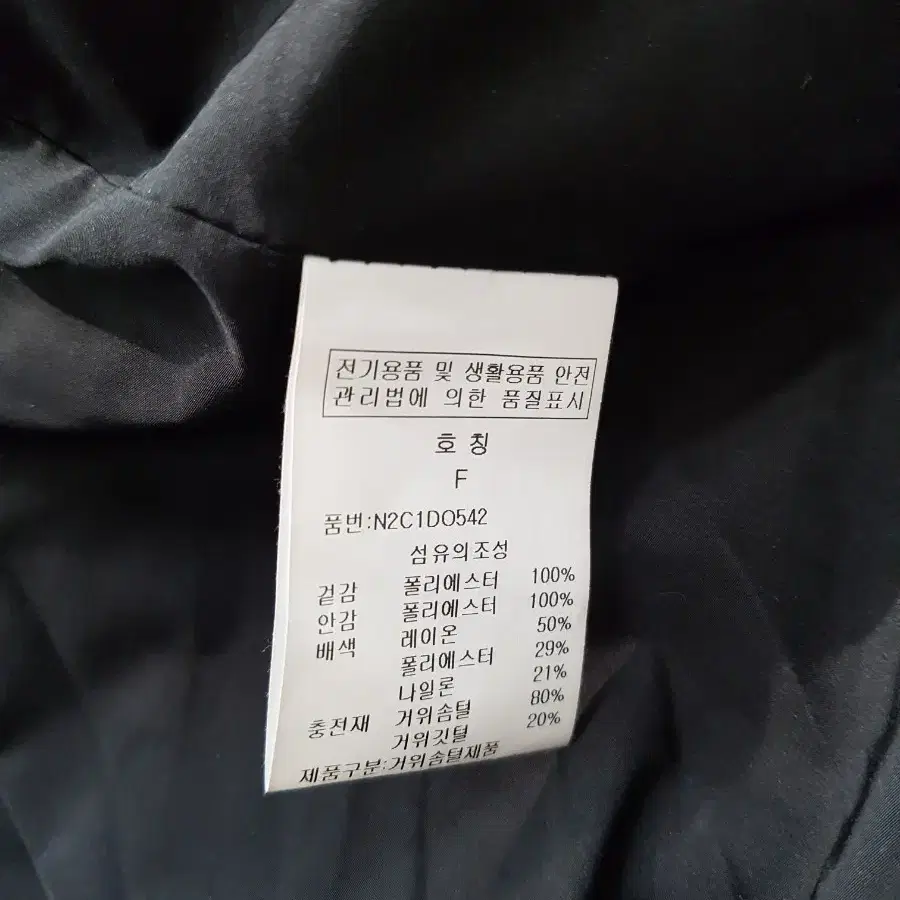 전기용품 및 생활용품 안전
관리법에 의한 품질표시
호 칭
F
품번:N2C1DO542
섬유의조성
겉감 폴리에스터 100%
안감 폴리에스터 100%
배색 레이온 50%
폴리에스터 29%
나일론 21%
충전재 거위솜털 80%
거위깃털 20%
제품구분:거위솜털제품